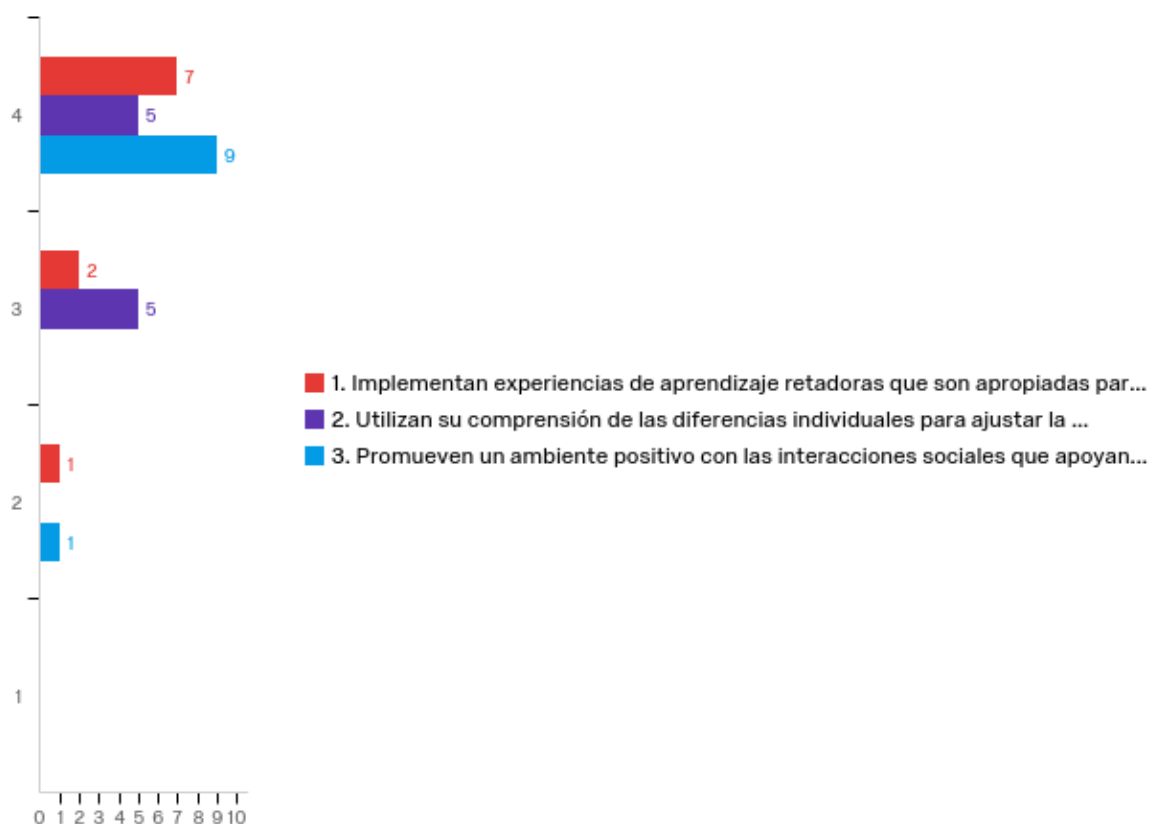 4
7
5
9
3
2
5
2
1
1
1
0 1 2 3 4 5 6 7 8 9 10
1. Implementan experiencias de aprendizaje retadoras que son apropiadas par...
2. Utilizan su comprensión de las diferencias individuales para ajustar la ...
3. Promueven un ambiente positivo con las interacciones sociales que apoyan...